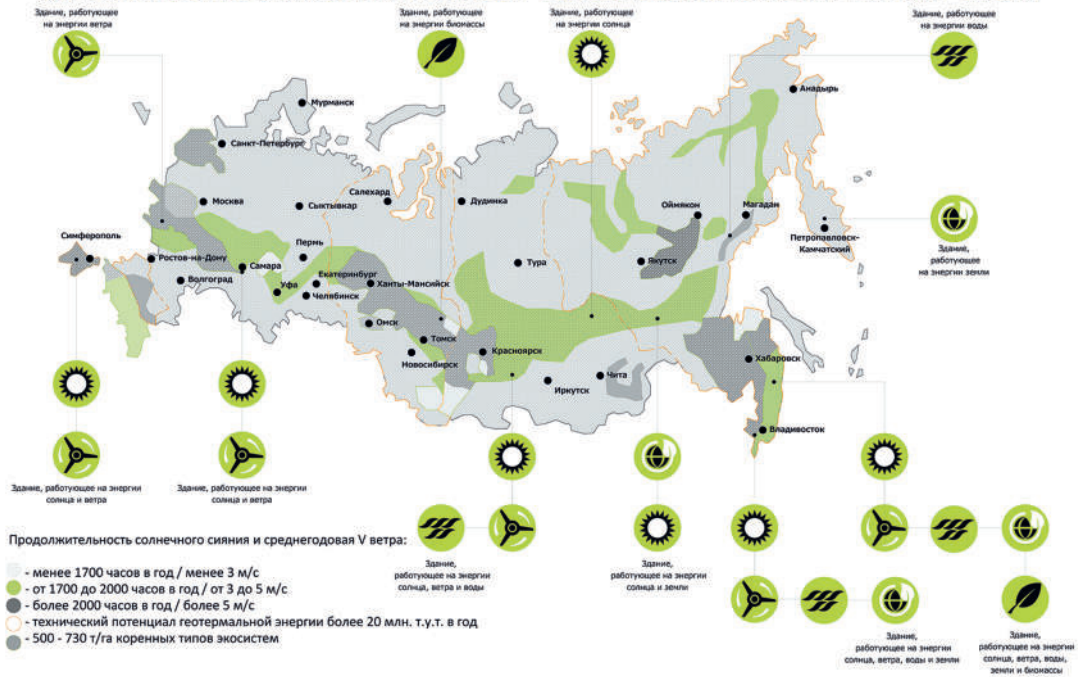 Здание, работающее
на энергии ветра
Здание, работующее
на энергии биомассы
Здание, работующее
на энергии солнца
Здание, работующее
на энергии воды
Мурманск
Анадырь
Санкт-Петербург
Москва
Сыктывкар
Салехард
Дудинка
Оймякон
Магадан
Петропавловск-
Камчатский
Здание,
работующее
на энергии земли
Симферополь
Ростов-на-Дону
Волгоград
Самара
Пермь
Екатеринбург
Уфа
Челябинск
Ханты-Мансийск
Тура
Якутск
Омск
Томск
Новосибирск
Красноярск
Иркутск
Чита
Хабаровск
Владивосток
Здание, работующее на энергии
солнца и ветра
Здание, работующее на энергии
солнца и ветра
Продолжительность солнечного сияния и среднегодовая V ветра:
- менее 1700 часов в год / менее 3 м/с
- от 1700 до 2000 часов в год / от 3 до 5 м/с
- более 2000 часов в год / более 5 м/с
- технический потенциал геотермальной энергии более 20 млн. т.у.т. в год
- 500 - 730 т/га коренных типов экосистем
Здание,
работующее на энергии
солнца, ветра и воды
Здание,
работующее на энергии
солнца и земли
Здание,
работующее на энергии
солнца, ветра, воды и земли
Здание,
работующее на энергии
солнца, ветра, воды,
земли и биомассы